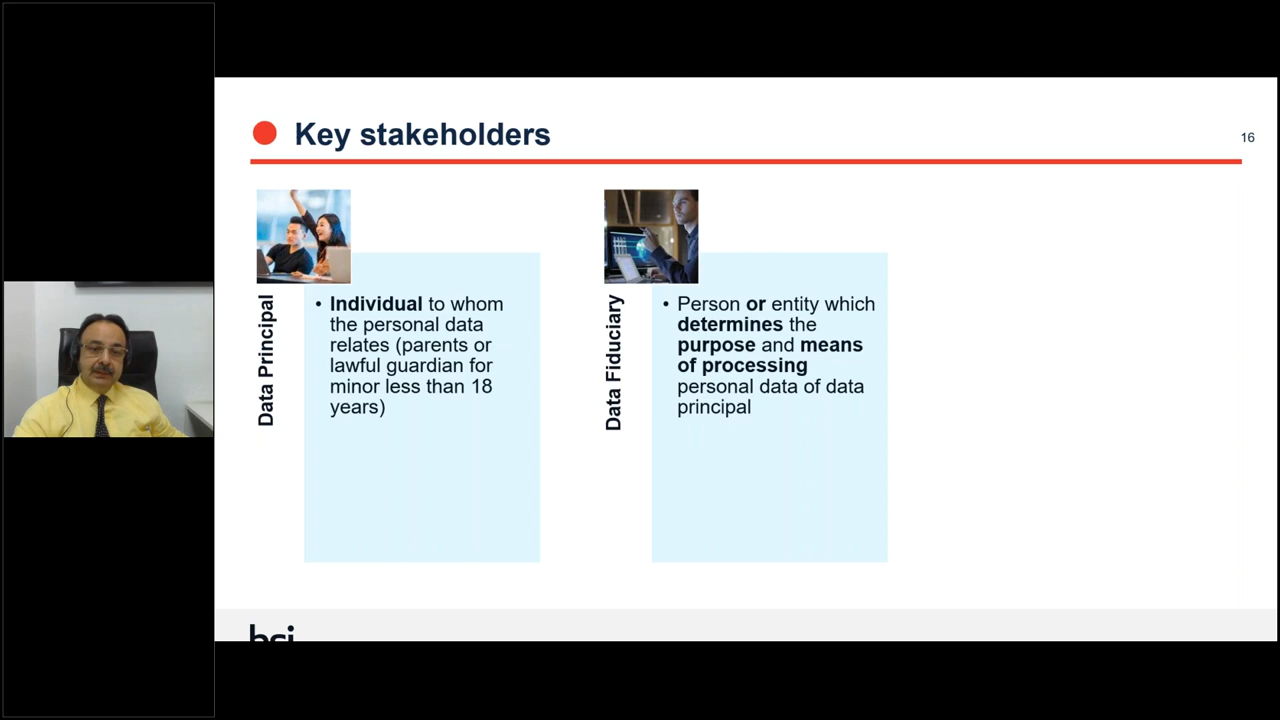 Key stakeholders
16
Data Principal
• Individual to whom
the personal data
relates (parents or
lawful guardian for
minor less than 18
years)
Data Fiduciary
• Person or entity which
determines the
purpose and means
of processing
personal data of data
principal
bsi